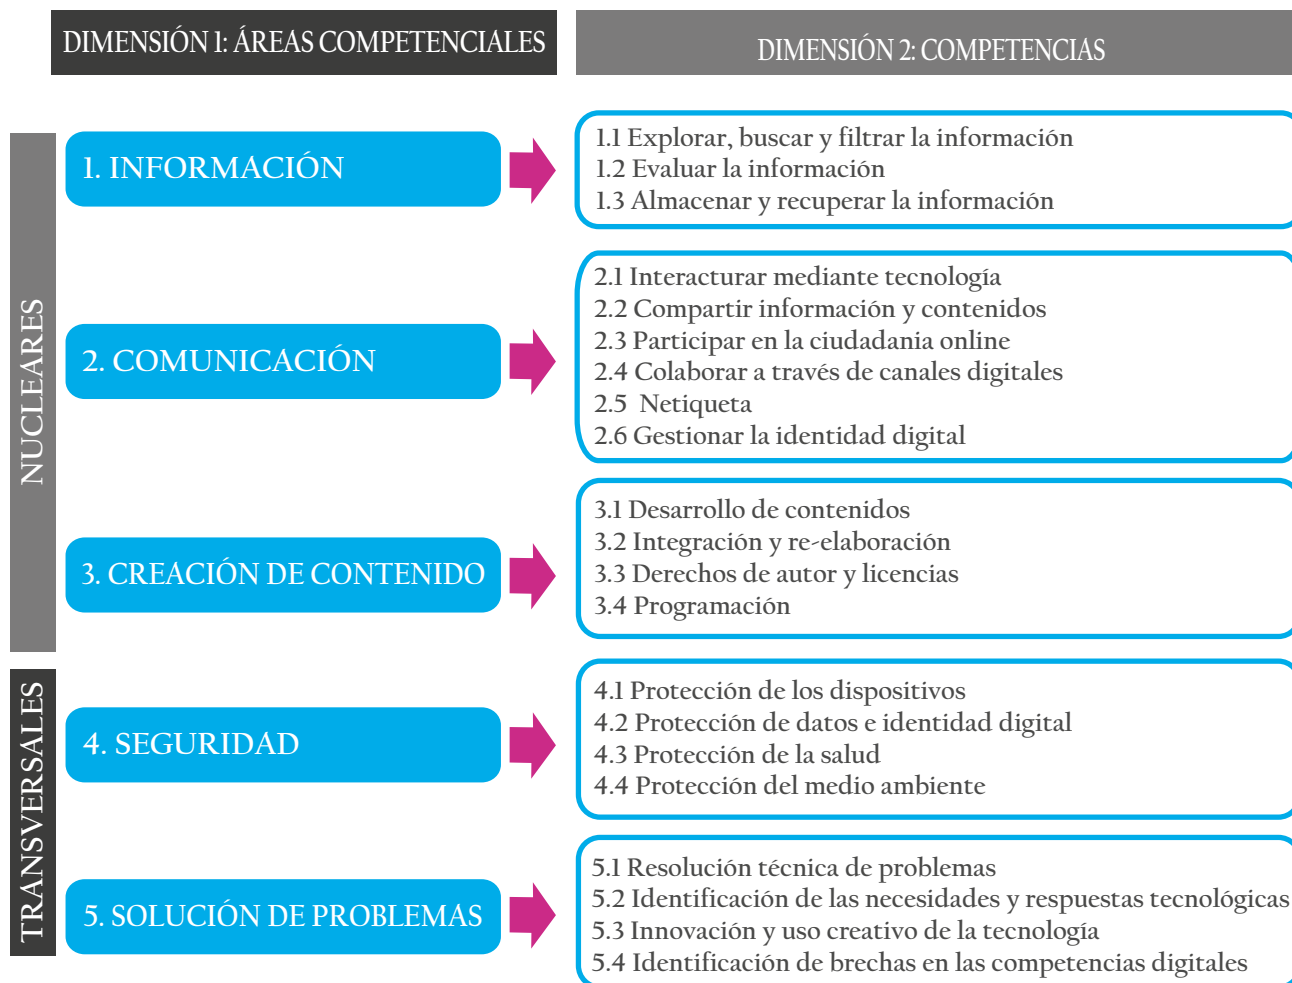 DIMENSIÓN 1: ÁREAS COMPETENCIALES
DIMENSIÓN 2: COMPETENCIAS
NUCLEARES
1. INFORMACIÓN
1.1 Explorar, buscar y filtrar la información
1.2 Evaluar la información
1.3 Almacenar y recuperar la información
2. COMUNICACIÓN
2.1 Interacturar mediante tecnología
2.2 Compartir información y contenidos
2.3 Participar en la ciudadania online
2.4 Colaborar a través de canales digitales
2.5 Netiqueta
2.6 Gestionar la identidad digital
3. CREACIÓN DE CONTENIDO
3.1 Desarrollo de contenidos
3.2 Integración y re-elaboración
3.3 Derechos de autor y licencias
3.4 Programación
TRANSVERSALES
4. SEGURIDAD
4.1 Protección de los dispositivos
4.2 Protección de datos e identidad digital
4.3 Protección de la salud
4.4 Protección del medio ambiente
5. SOLUCIÓN DE PROBLEMAS
5.1 Resolución técnica de problemas
5.2 Identificación de las necesidades y respuestas tecnológicas
5.3 Innovación y uso creativo de la tecnología
5.4 Identificación de brechas en las competencias digitales